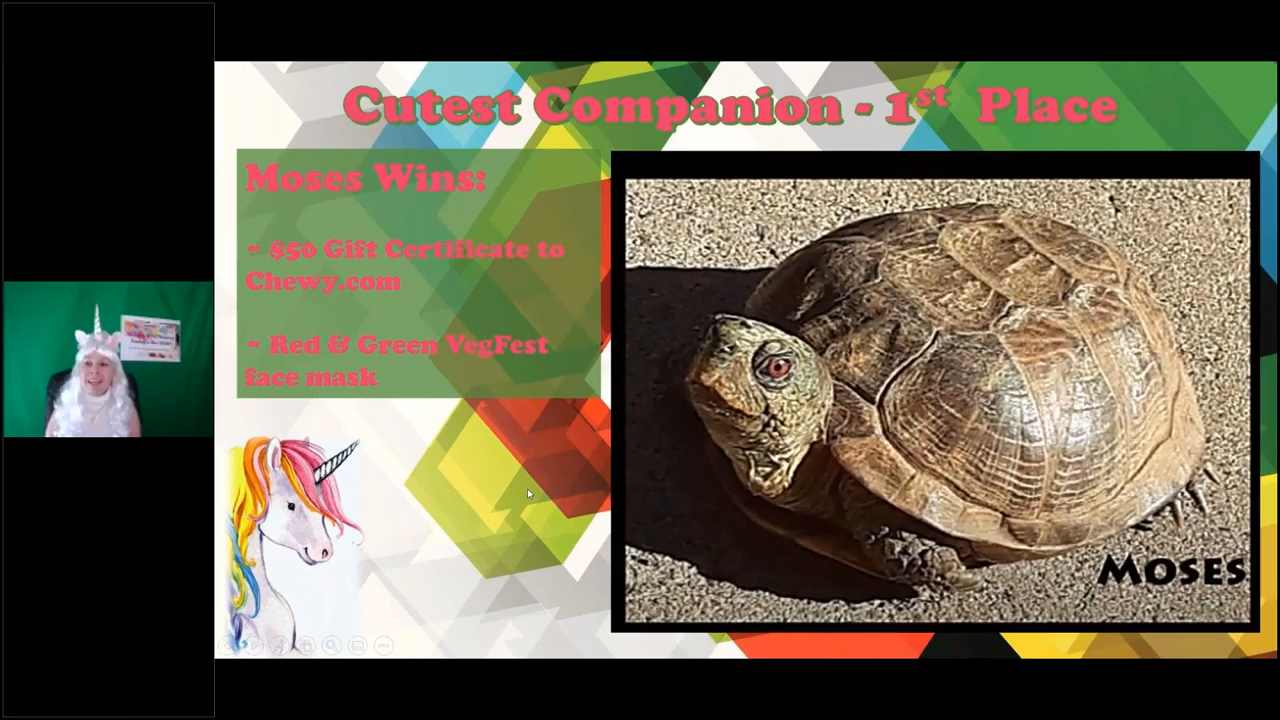 Cutest Companion - 1st Place
Moses Wins:
~ $50 Gift Certificate to
Chewy.com
~ Red & Green VegFest
face mask
Moses